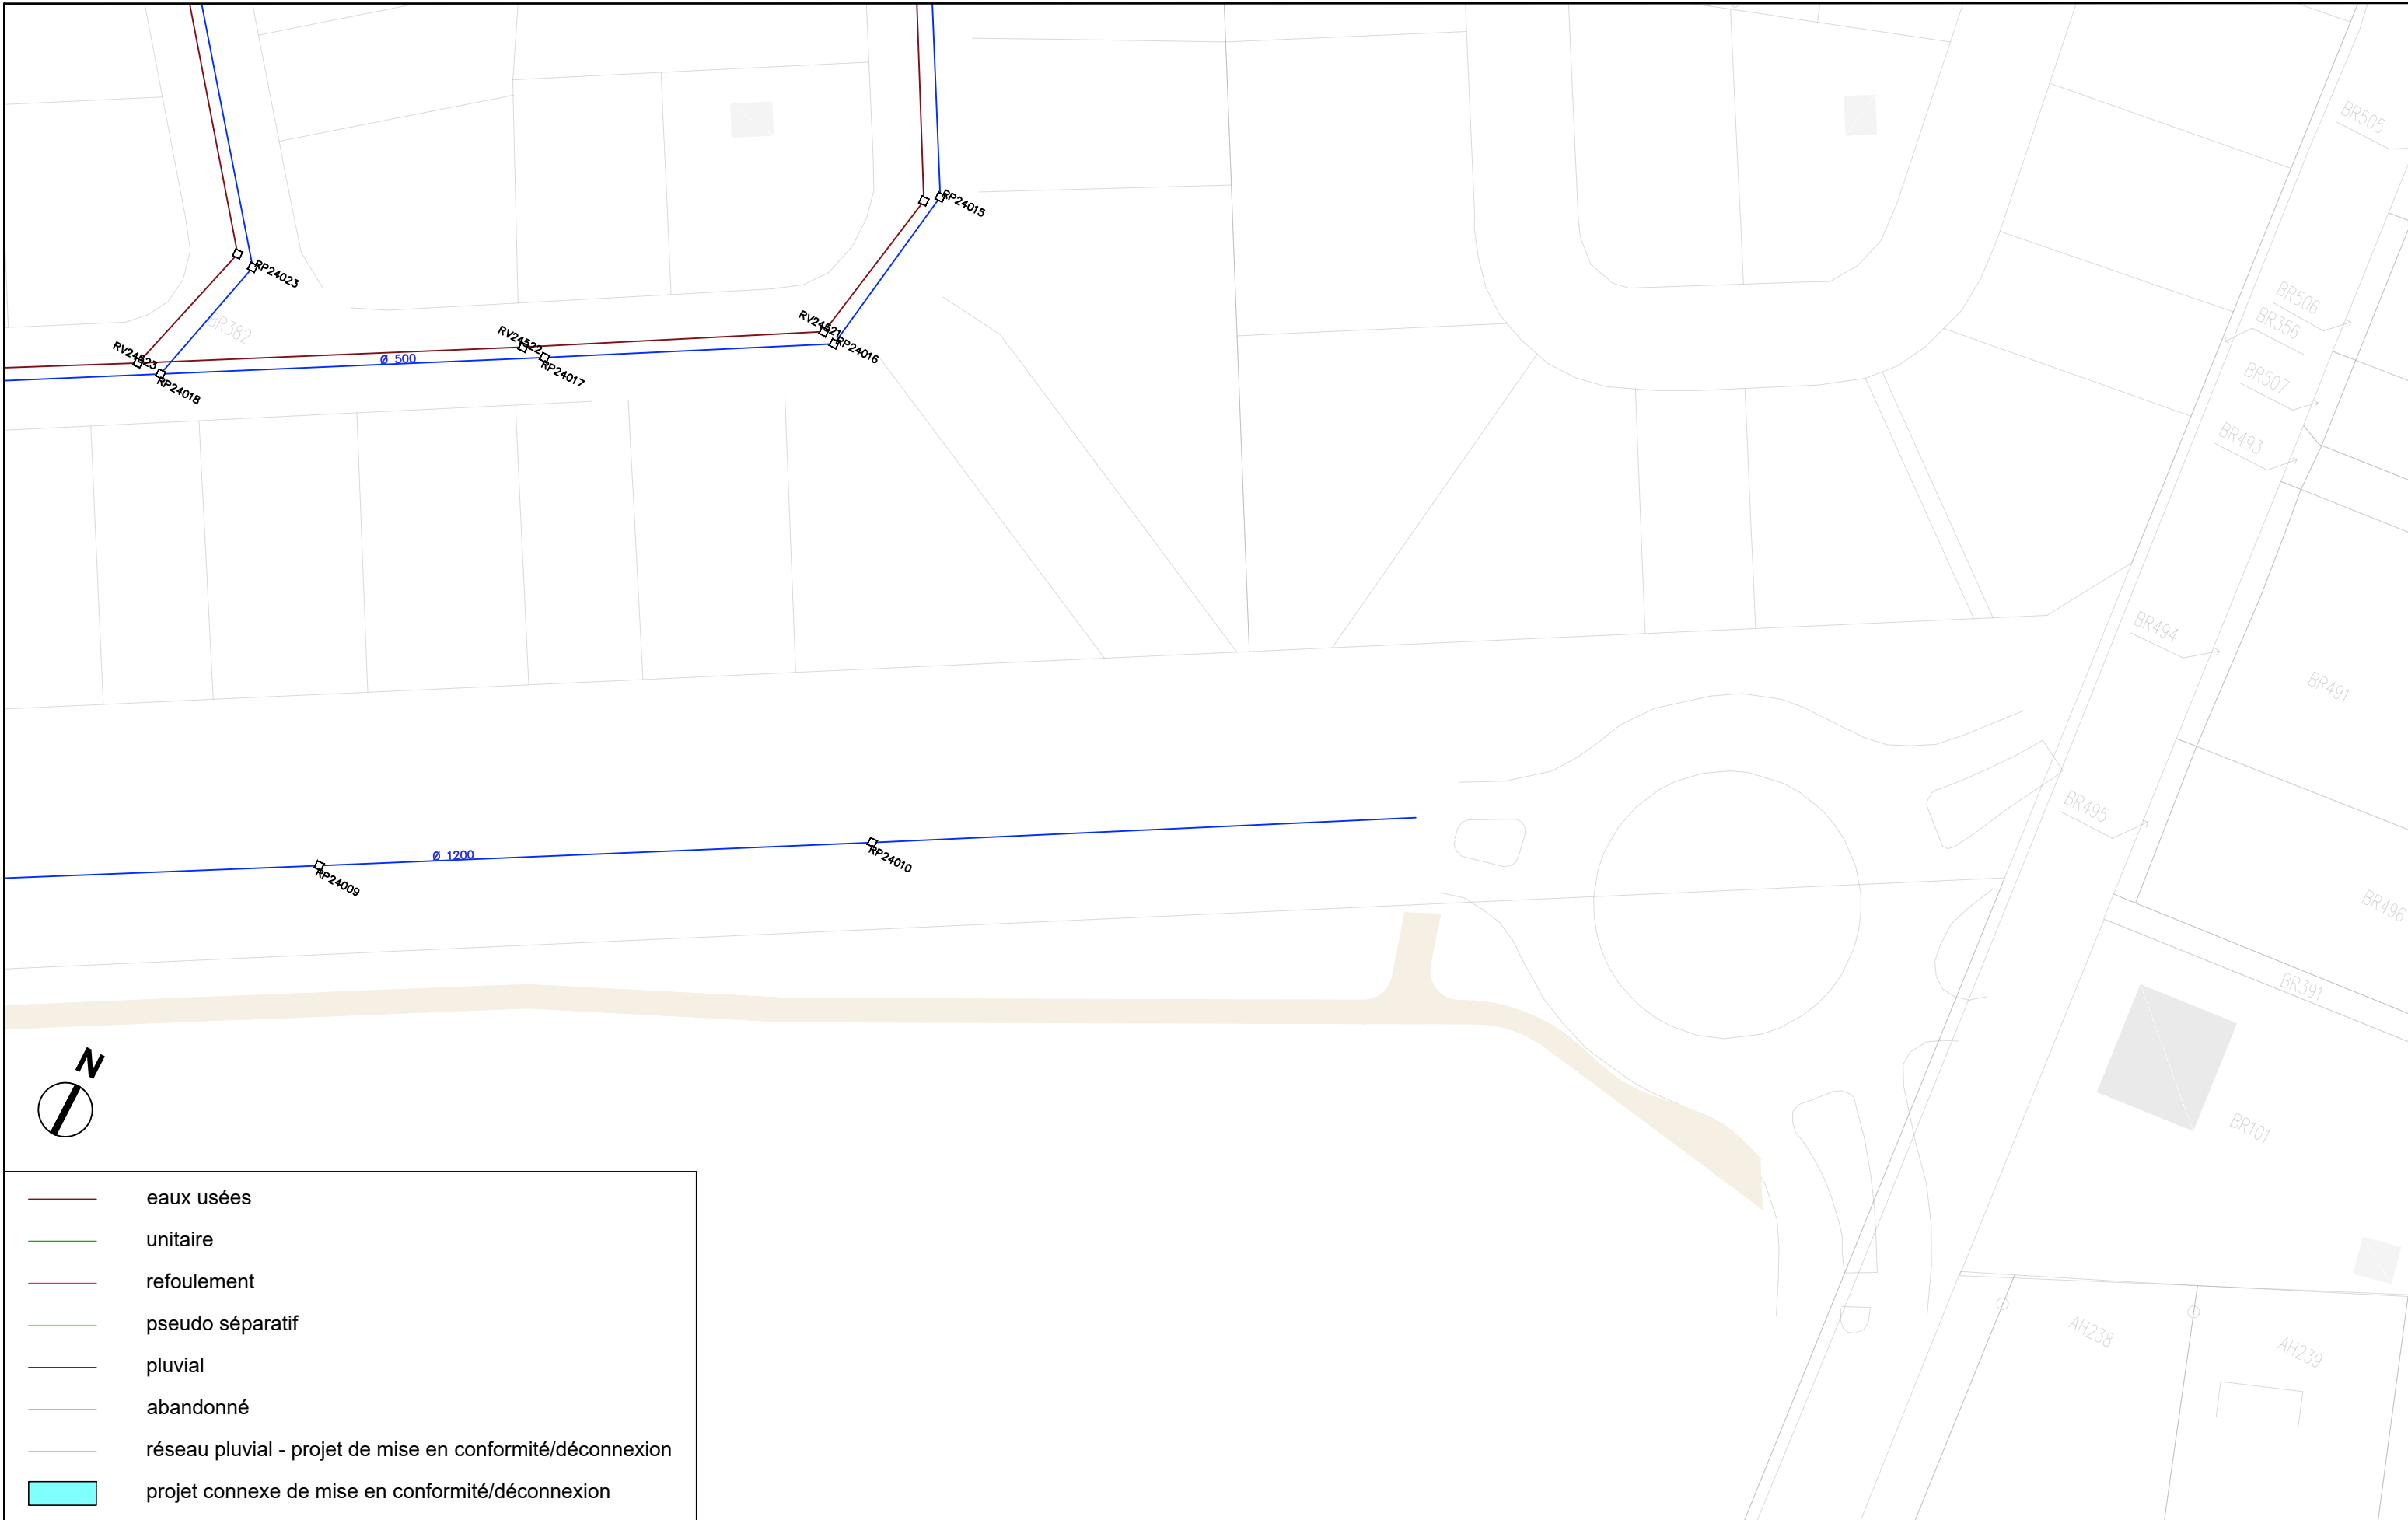 BR505
RP24015
RP24023
BR506
BR356
BR382
RV24521
RP24016
RV24522
RP24017
RV24523
RP24018
Ø 500
BR507
BR493
BR494
BR491
BR495
Ø 1200
RP24010
RP24009
BR496
BR391
N
BR101
AH238
AH239
eaux usées
unitaire
refoulement
pseudo séparatif
pluvial
abandonné
réseau pluvial - projet de mise en conformité/déconnexion
projet connexe de mise en conformité/déconnexion